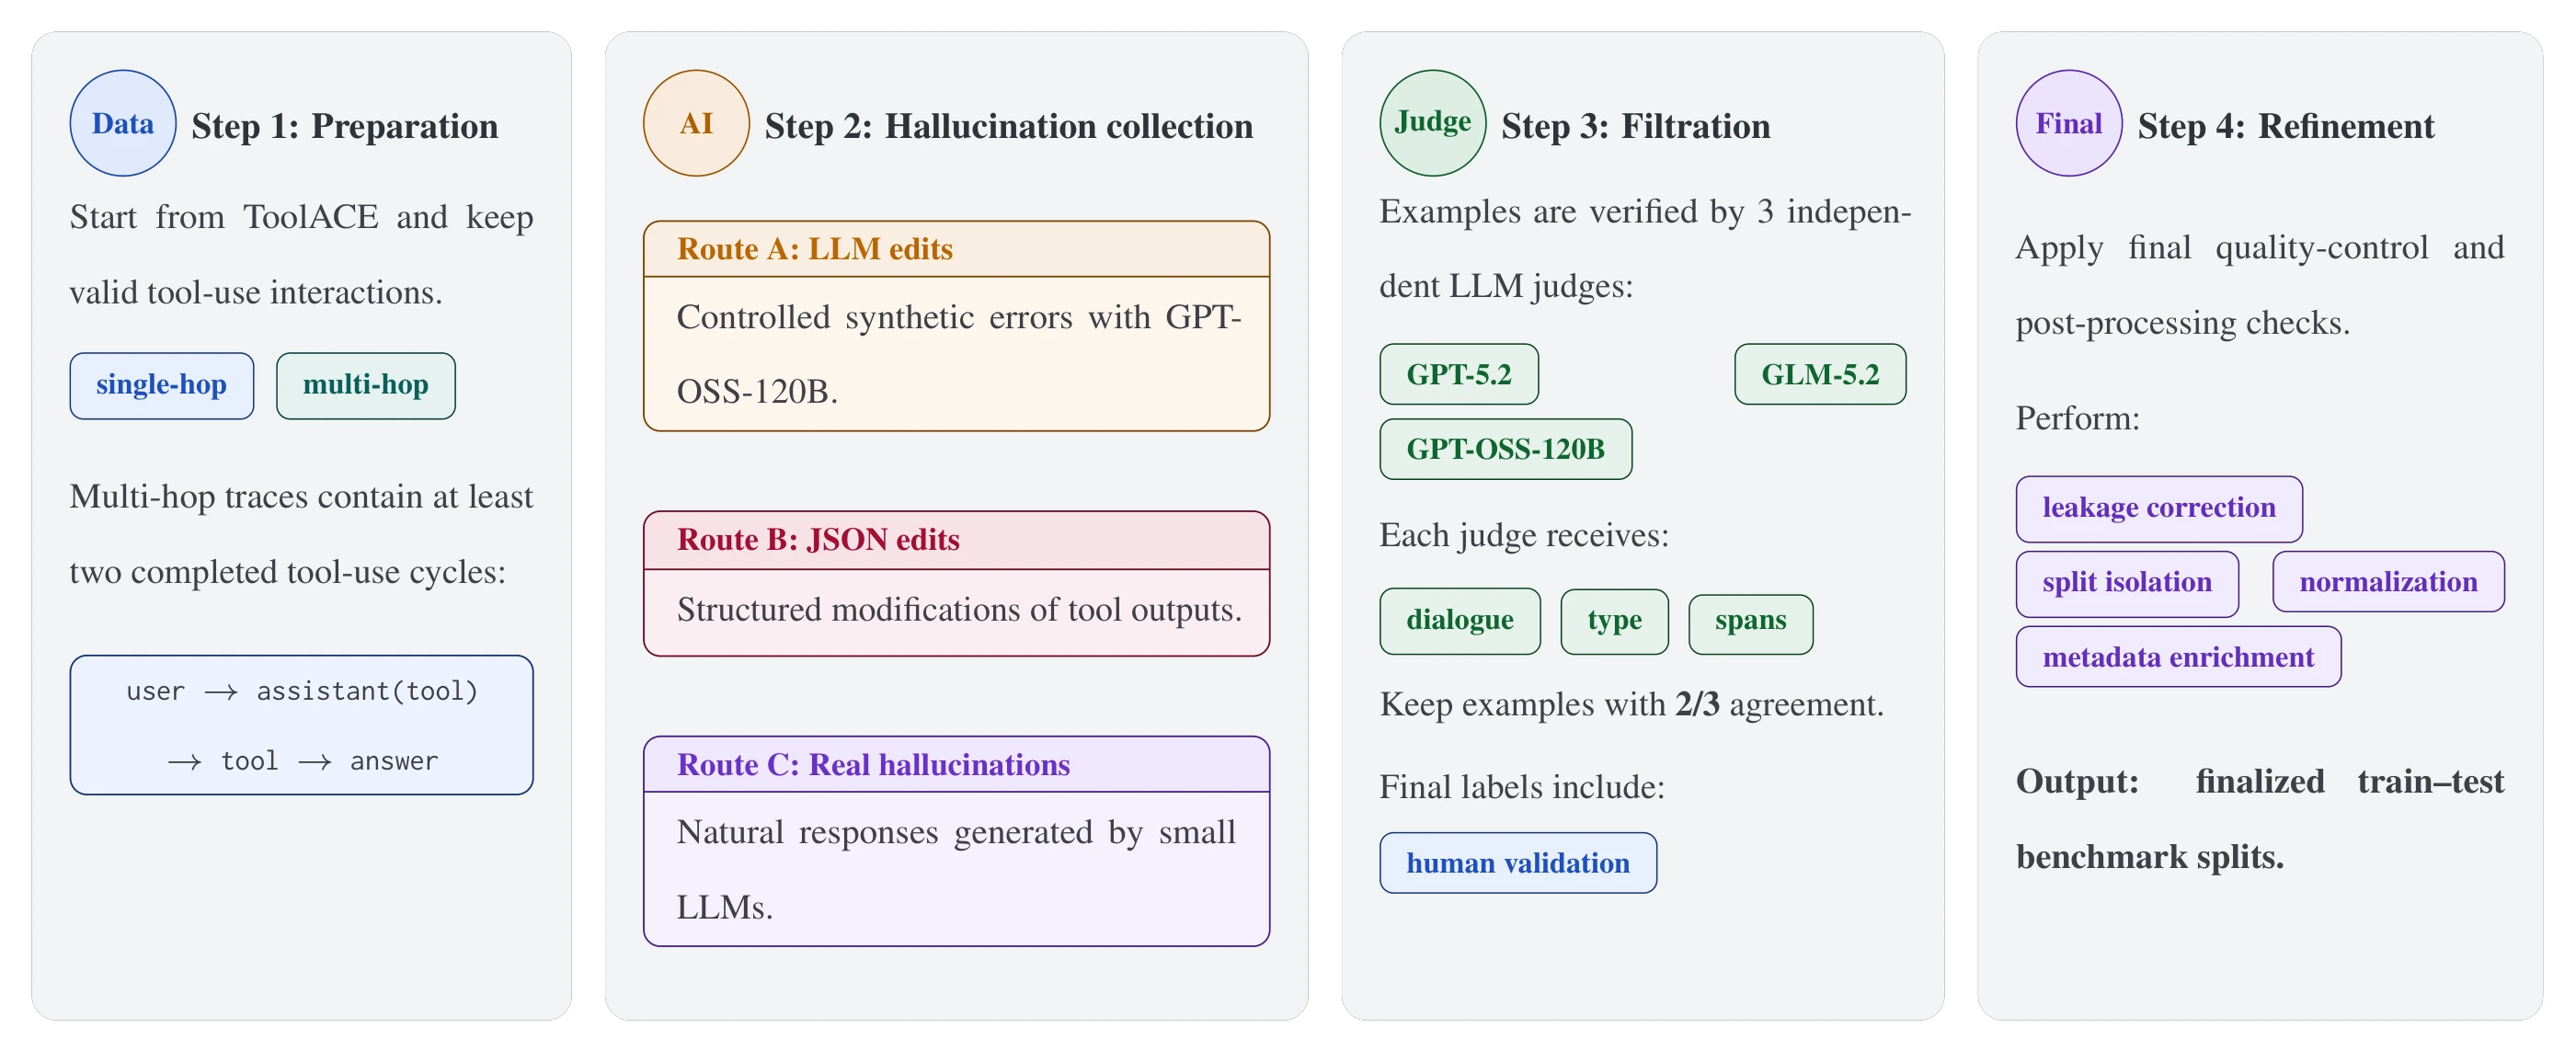 Data
Step 1: Preparation
Start from ToolACE and keep
valid tool-use interactions.
single-hop multi-hop
Multi-hop traces contain at least
two completed tool-use cycles:
user → assistant(tool)
→ tool → answer
AI
Step 2: Hallucination collection
Route A: LLM edits
Controlled synthetic errors with GPT-
OSS-120B.
Route B: JSON edits
Structured modifications of tool outputs.
Route C: Real hallucinations
Natural responses generated by small
LLMs.
Judge
Step 3: Filtration
Examples are verified by 3 indepen-
dent LLM judges:
GPT-5.2 GLM-5.2
GPT-OSS-120B
Each judge receives:
dialogue type spans
Keep examples with 2/3 agreement.
Final labels include:
human validation
Final
Step 4: Refinement
Apply final quality-control and
post-processing checks.
Perform:
leakage correction
split isolation normalization
metadata enrichment
Output: finalized train–test
benchmark splits.